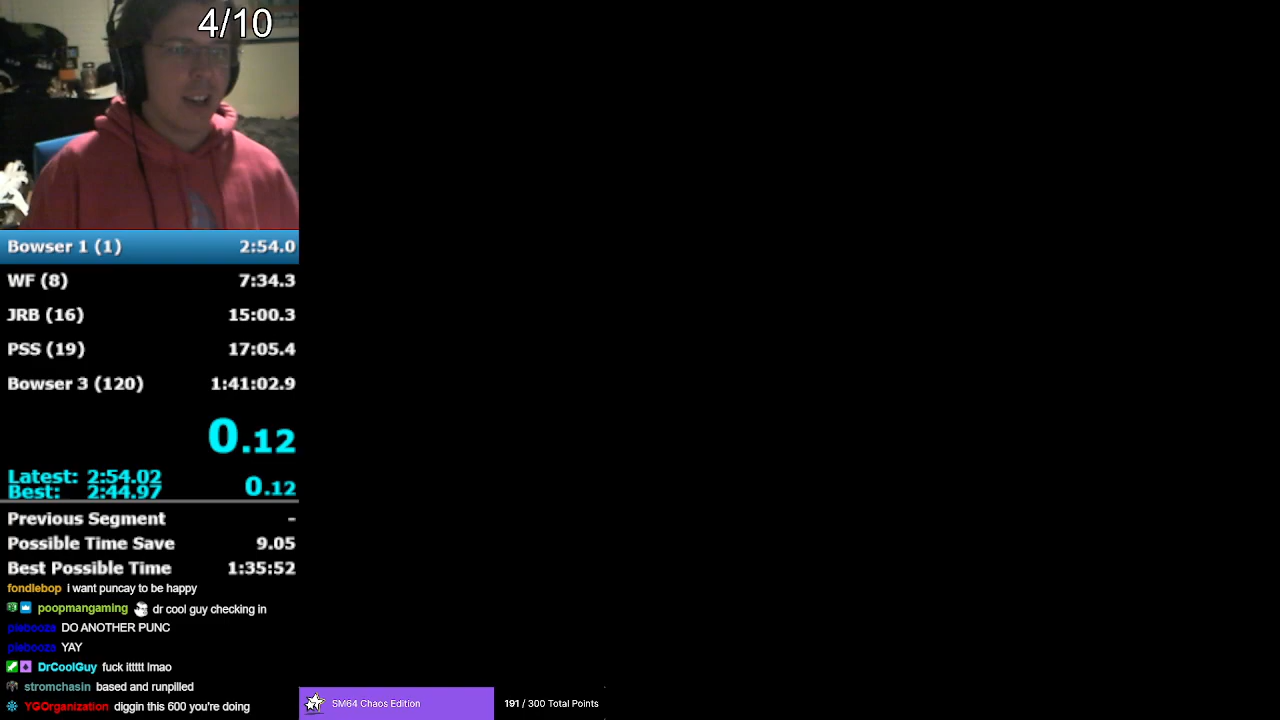 4/10
Bowser 1 (1) 2:54.0
WF (8) 7:34.3
JRB (16) 15:00.3
PSS (19) 17:05.4
Bowser 3 (120) 1:41:02.9
0.12
Latest: 2:54.02
Best: 2:44.97 0.12
Previous Segment -
Possible Time Save 9.05
Best Possible Time 1:35:52
fondlebop i want puncay to be happy
poopmangaming dr cool guy checking in
plebooza DO ANOTHER PUNC
plebooza YAY
DrCoolGuy fuck itttt lmao
stromchasin based and runpilled
YGOrganization diggin this 600 you're doing
SM64 Chaos Edition 191 / 300 Total Points